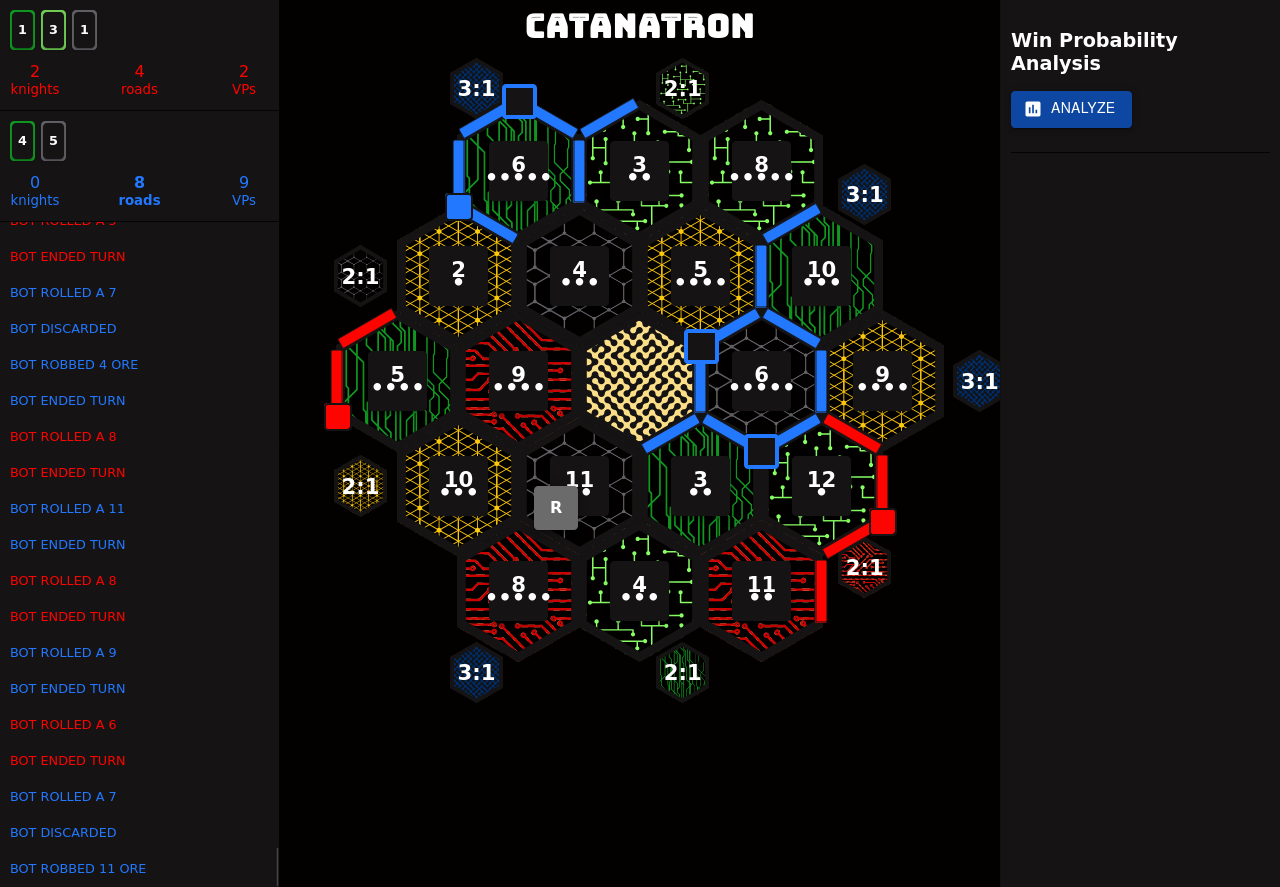 1 3 1
2 4 2
knights roads VPs
4 5
0 8 9
knights roads VPs
BOT ENDED TURN
BOT ROLLED A 7
BOT DISCARDED
BOT ROBBED 4 ORE
BOT ENDED TURN
BOT ROLLED A 8
BOT ENDED TURN
BOT ROLLED A 11
BOT ENDED TURN
BOT ROLLED A 8
BOT ENDED TURN
BOT ROLLED A 9
BOT ENDED TURN
BOT ROLLED A 6
BOT ENDED TURN
BOT ROLLED A 7
BOT DISCARDED
BOT ROBBED 11 ORE
CATANATRON
3:1 2:1
6 3 8
3:1
2:1 2 4 5 10
5 9 6 9 3:1
2:1 10 11 3 12
R
2:1
8 4 11
3:1 2:1
Win Probability
Analysis
ANALYZE